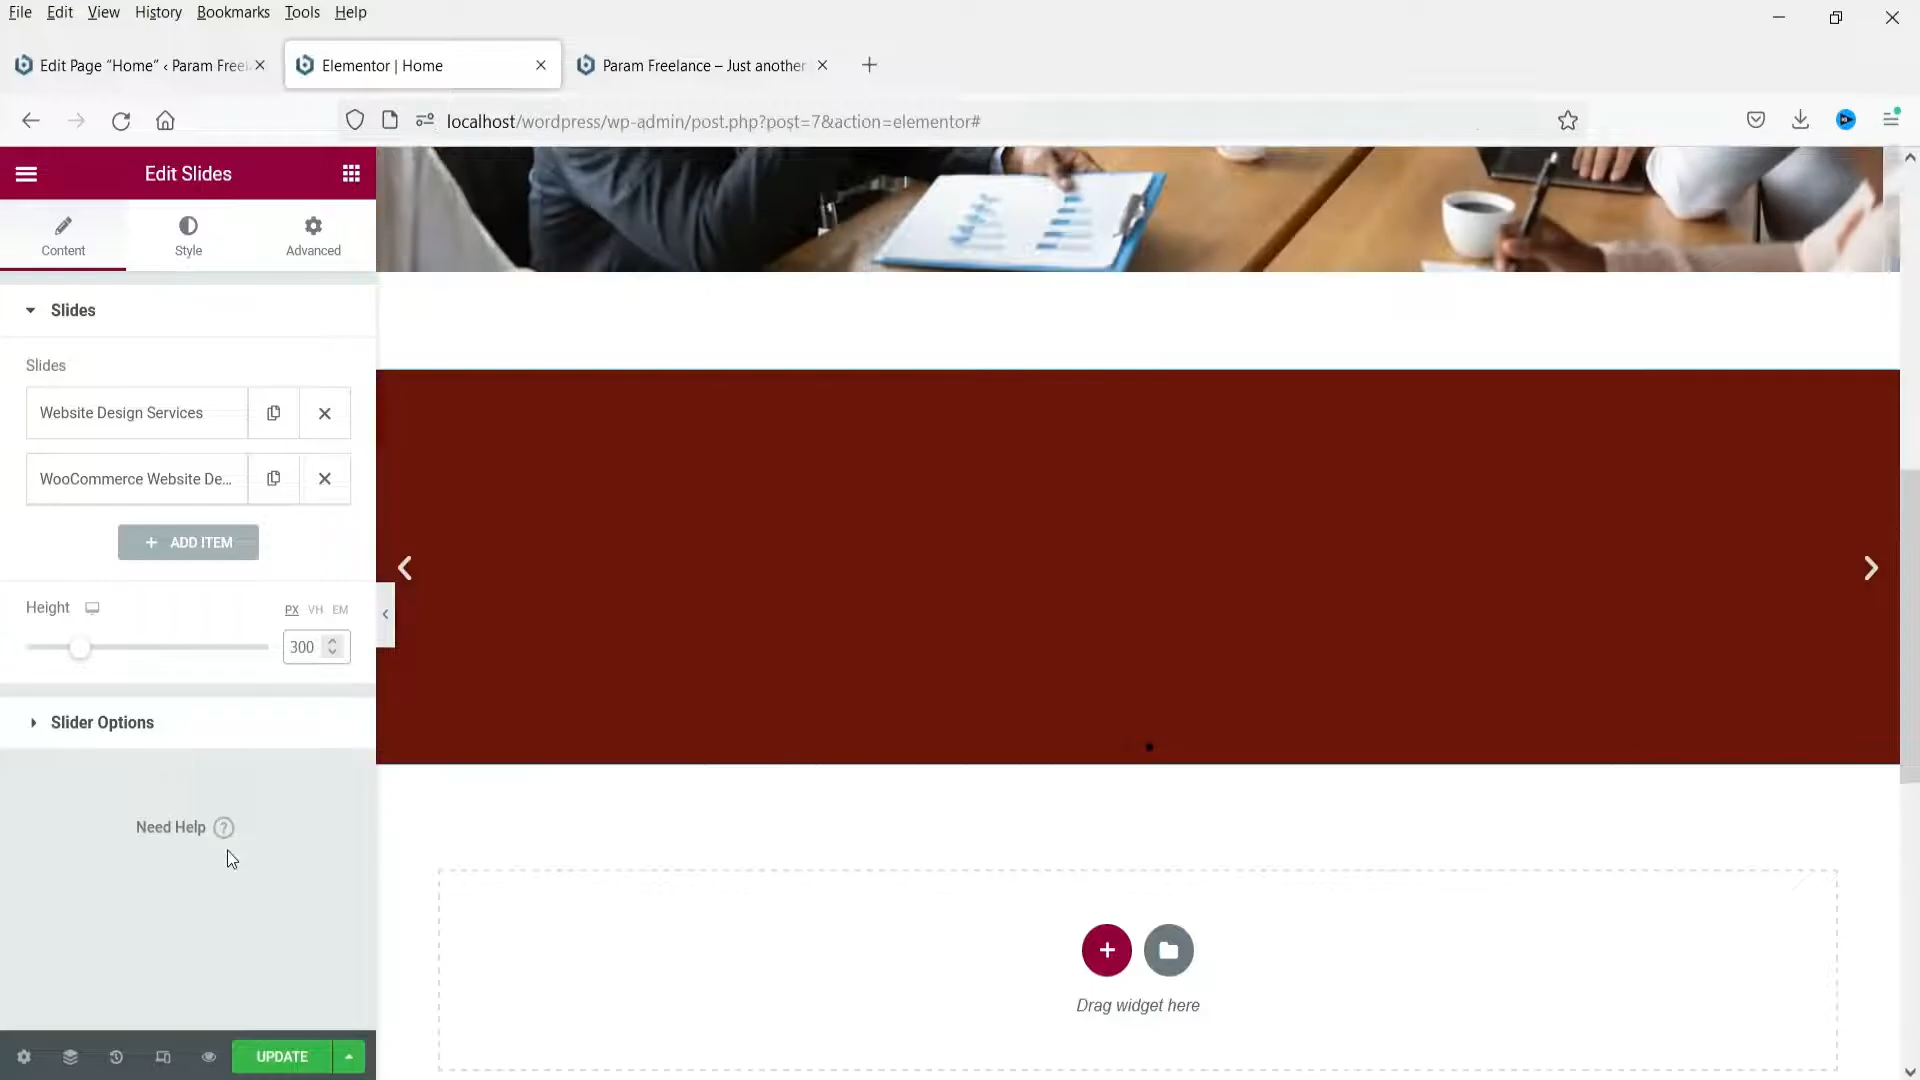 File Edit View History Bookmarks Tools Help
Edit Page “Home” ‹ Param Free
Elementor | Home
Param Freelance – Just another
localhost/wordpress/wp-admin/post.php?post=7&action=elementor#
Edit Slides
Content Style Advanced
Slides
Slides
Website Design Services
WooCommerce Website De...
+ ADD ITEM
Height PX VH EM
300
Slider Options
Need Help ?
UPDATE
Drag widget here